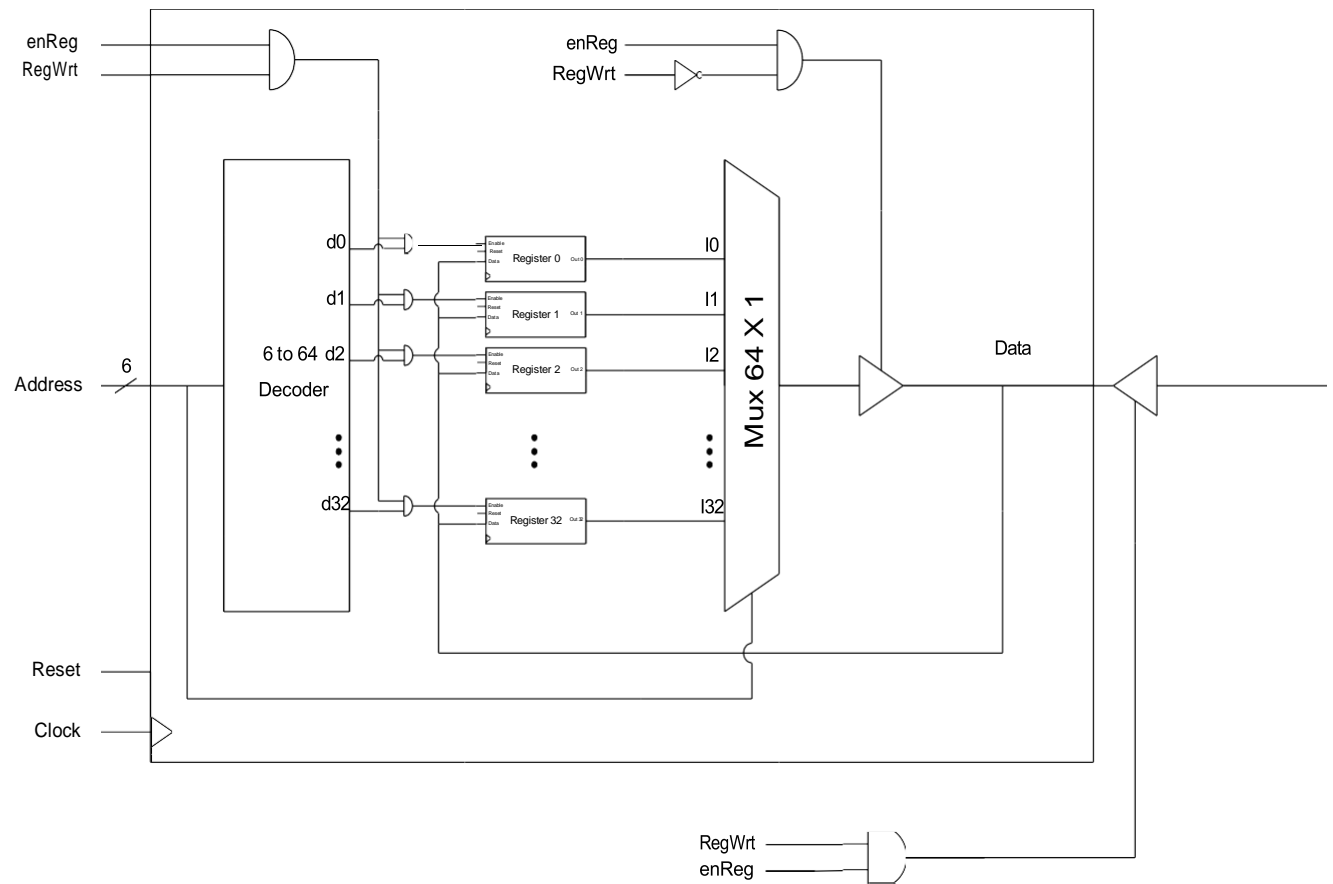 enReg
RegWrt
enReg
RegWrt
d0
Enable
Reset
Data
Register 0
Out 0
I0
d1
Enable
Reset
Data
Register 1
Out 1
I1
6 to 64 d2
Decoder
Enable
Reset
Data
Register 2
Out 2
I2
Mux 64 X 1
Data
6
Address
d32
Enable
Reset
Data
Register 32
Out 32
I32
Reset
Clock
RegWrt
enReg